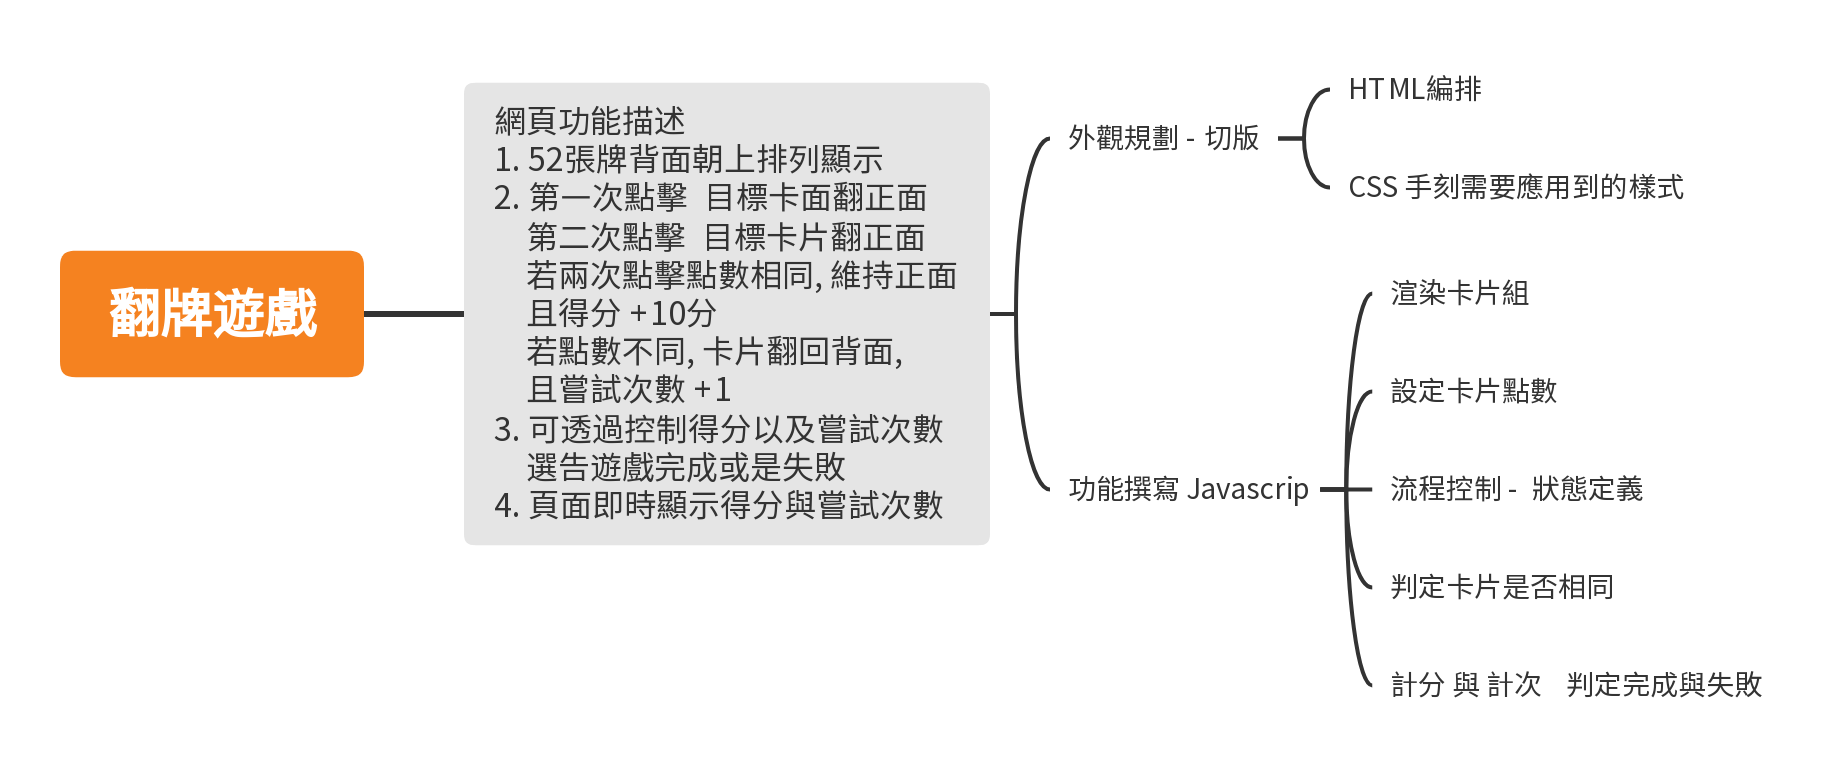 翻牌遊戲
網頁功能描述
1. 52張牌背面朝上排列顯示
2. 第一次點擊 目標卡面翻正面
第二次點擊 目標卡片翻正面
若兩次點擊點數相同, 維持正面
且得分 +10分
若點數不同, 卡片翻回背面,
且嘗試次數 +1
3. 可透過控制得分以及嘗試次數
選告遊戲完成或是失敗
4. 頁面即時顯示得分與嘗試次數
外觀規劃 - 切版
HTML編排
CSS 手刻需要應用到的樣式
功能撰寫 Javascrip
渲染卡片組
設定卡片點數
流程控制 - 狀態定義
判定卡片是否相同
計分 與 計次 判定完成與失敗